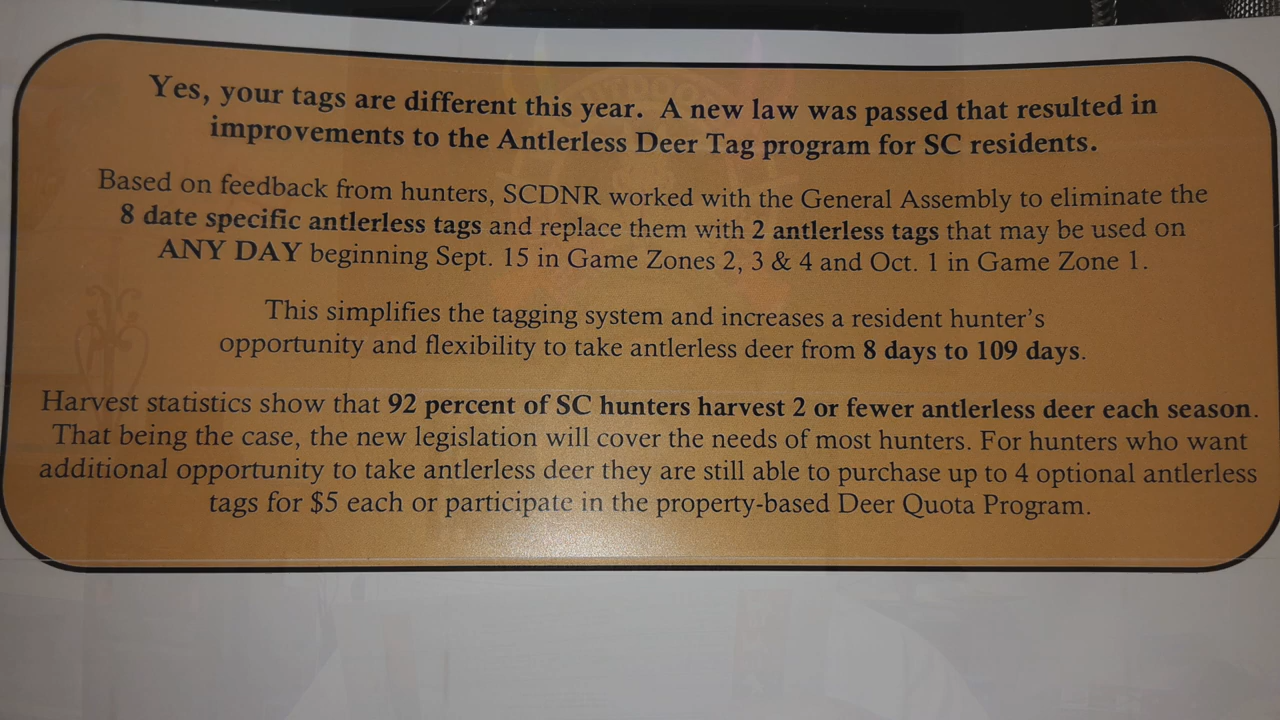 Yes, your tags are different this year. A new law was passed that resulted in
improvements to the Antlerless Deer Tag program for SC residents.
Based on feedback from hunters, SCDNR worked with the General Assembly to eliminate the
8 date specific antlerless tags and replace them with 2 antlerless tags that may be used on
ANY DAY beginning Sept. 15 in Game Zones 2, 3 & 4 and Oct. 1 in Game Zone 1.
This simplifies the tagging system and increases a resident hunter's
opportunity and flexibility to take antlerless deer from 8 days to 109 days.
Harvest statistics show that 92 percent of SC hunters harvest 2 or fewer antlerless deer each season.
That being the case, the new legislation will cover the needs of most hunters. For hunters who want
additional opportunity to take antlerless deer they are still able to purchase up to 4 optional antlerless
tags for $5 each or participate in the property-based Deer Quota Program.